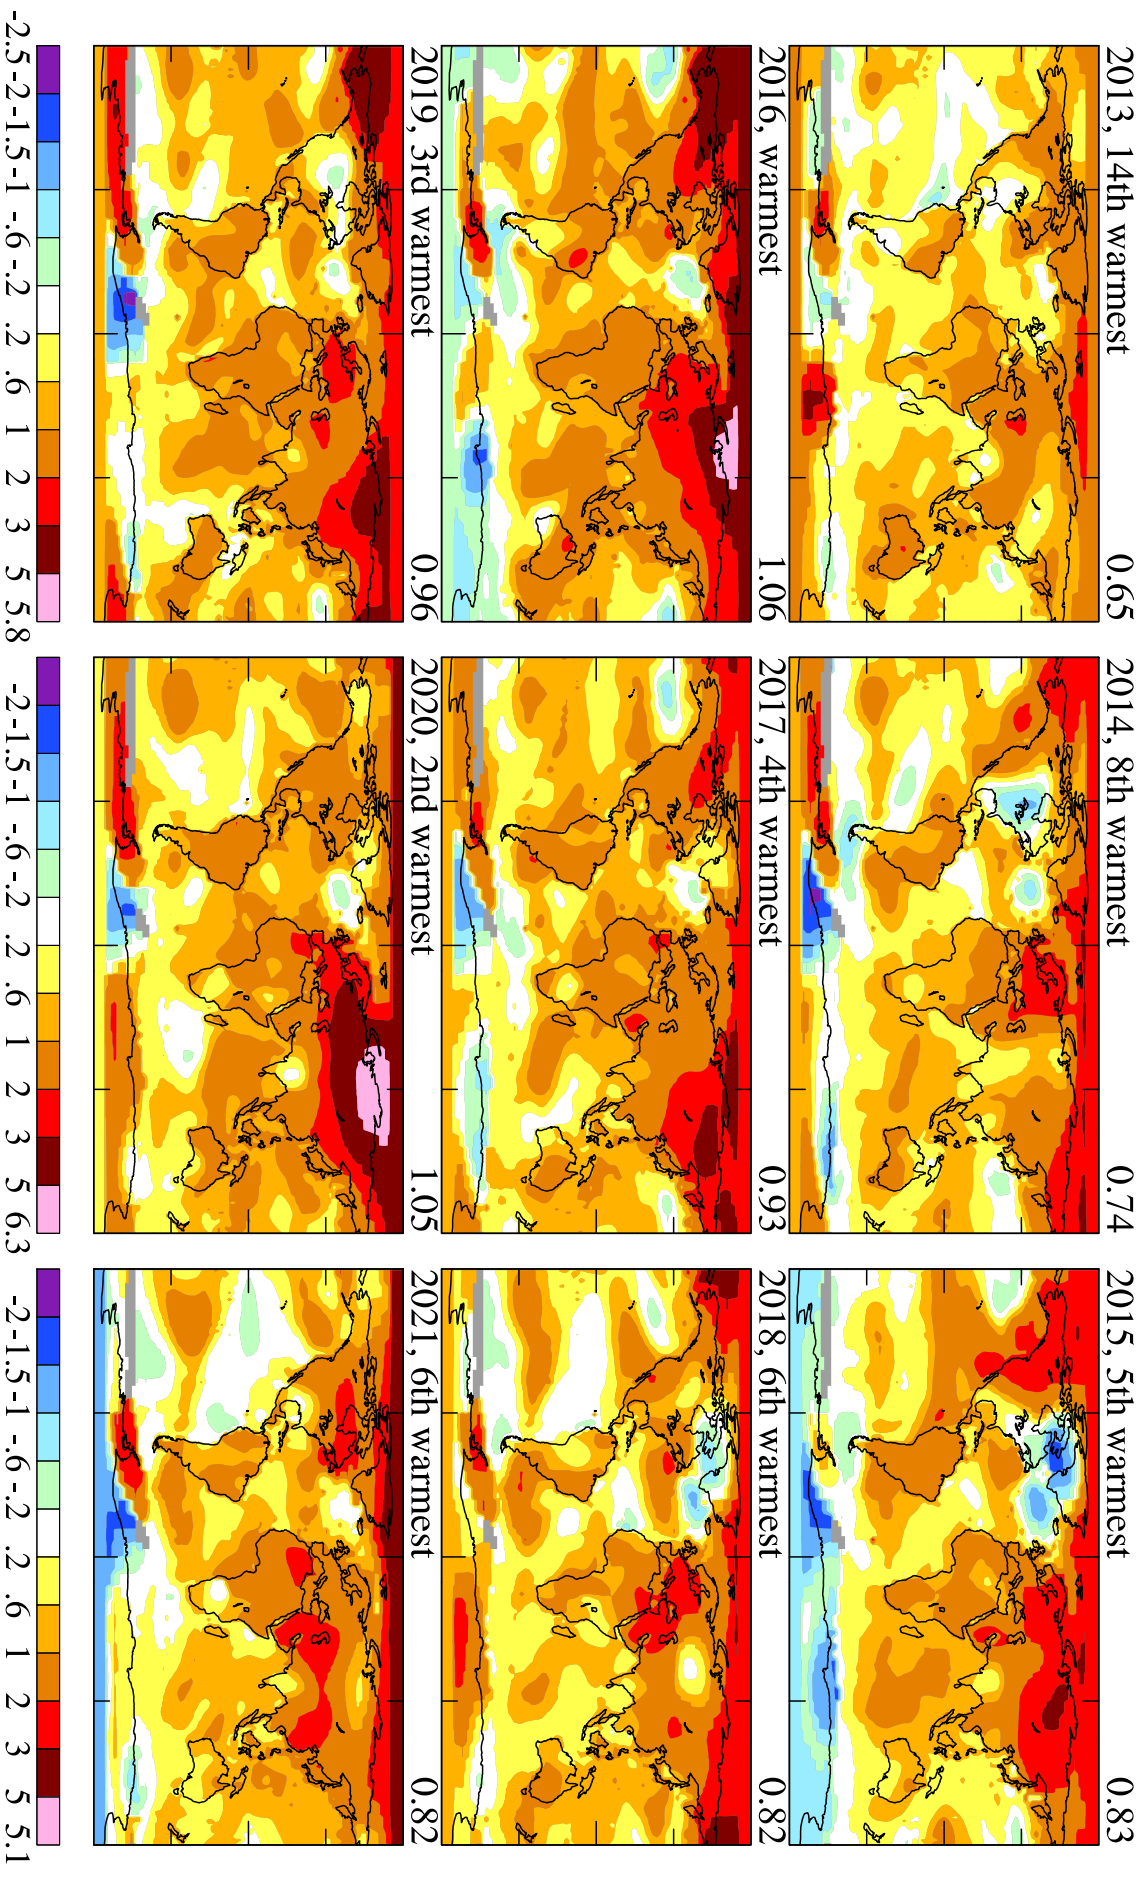 2013, 14th warmest 0.65
2014, 8th warmest 0.74
2015, 5th warmest 0.83
2016, warmest 1.06
2017, 4th warmest 0.93
2018, 6th warmest 0.82
2019, 3rd warmest 0.96
2020, 2nd warmest 1.05
2021, 6th warmest 0.82
-2.5 -2 -1.5 -1 -.6 -.2 .2 .6 1 2 3 5 5.8
-2 -1.5 -1 -.6 -.2 .2 .6 1 2 3 5 6.3
-2 -1.5 -1 -.6 -.2 .2 .6 1 2 3 5 5.1